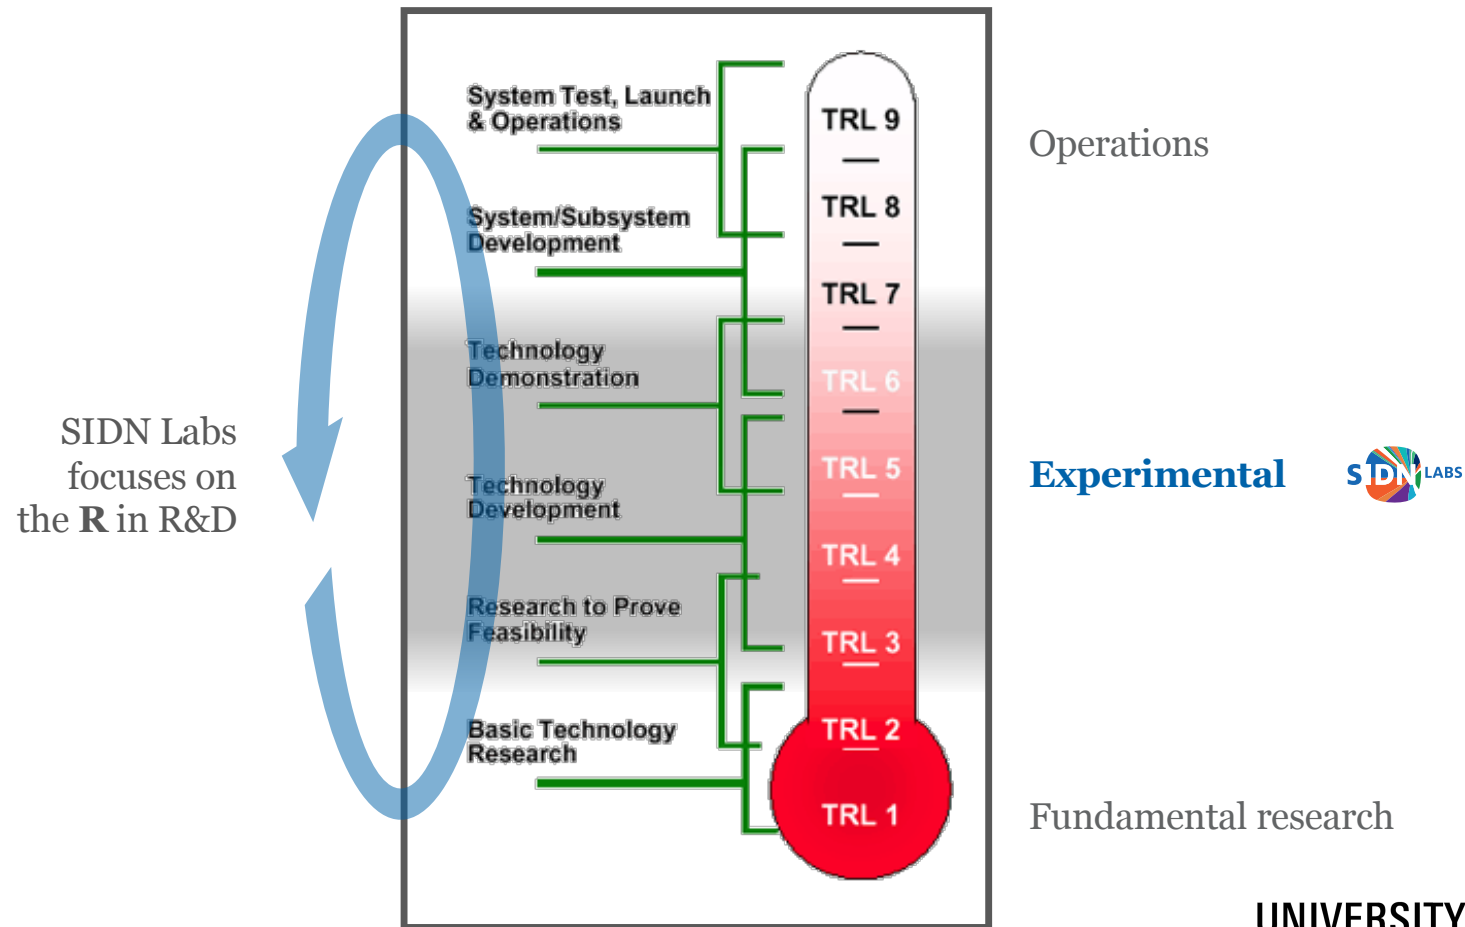 System Test, Launch
& Operations
System/Subsystem
Development
Technology
Demonstration
Technology
Development
Research to Prove
Feasibility
Basic Technology
Research
TRL 9
TRL 8
TRL 7
TRL 6
TRL 5
TRL 4
TRL 3
TRL 2
TRL 1
SIDN Labs
focuses on
the R in R&D
Operations
Experimental
SIDN LABS
Fundamental research
UNIVERSITY